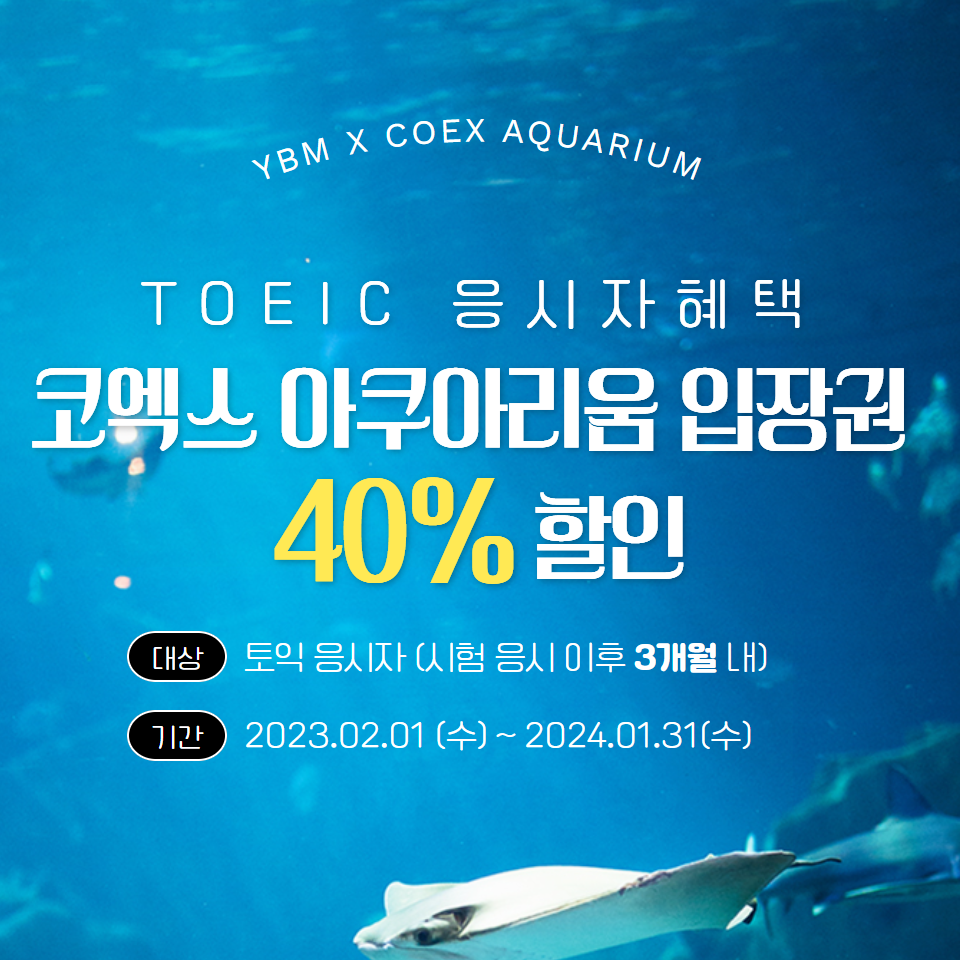 YBM X COEX AQUARIUM
TOEIC 응시자혜택
코엑스 아쿠아리움 입장권
40% 할인
대상 토익 응시자 (시험 응시 이후 3개월 내)
기간 2023.02.01 (수) ~ 2024.01.31(수)